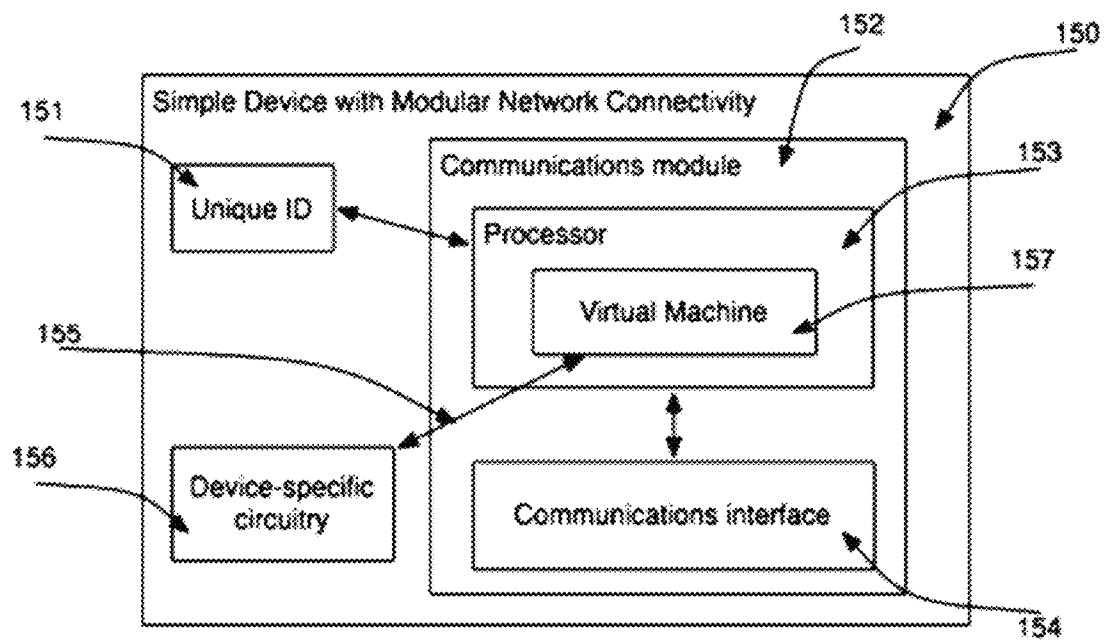 152
150
Simple Device with Modular Network Connectivity
151
Communications module
153
Unique ID
Processor
157
Virtual Machine
155
156
Device-specific
circuitry
Communications interface
154